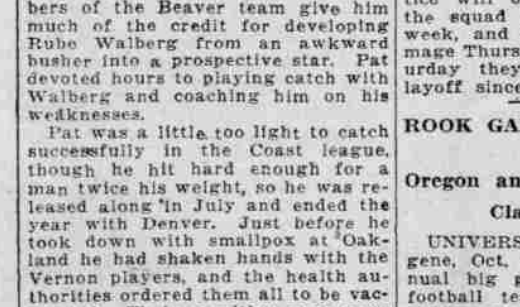 bers of the Beaver team give him
much of the credit for developing
Rube Walberg from an awkward
busher into a prospective star. Pat
devoted hours to playing catch with
Walberg and coaching him on his
weaknesses.
Pat was a little too light to catch
successfully in the Coast league,
though he hit hard enough for a
man twice his weight, so he was re-
leased along in July and ended the
year with Denver. Just before he
took down with smallpox at Oak-
land he had shaken hands with the
Vernon players, and the health au-
thorities ordered them all to be vac-
the squad
week, and
mage Thurs
urday they
layoff since
ROOK GA
Oregon an
Cla
UNIVERS
gene, Oct.
nual big
football te